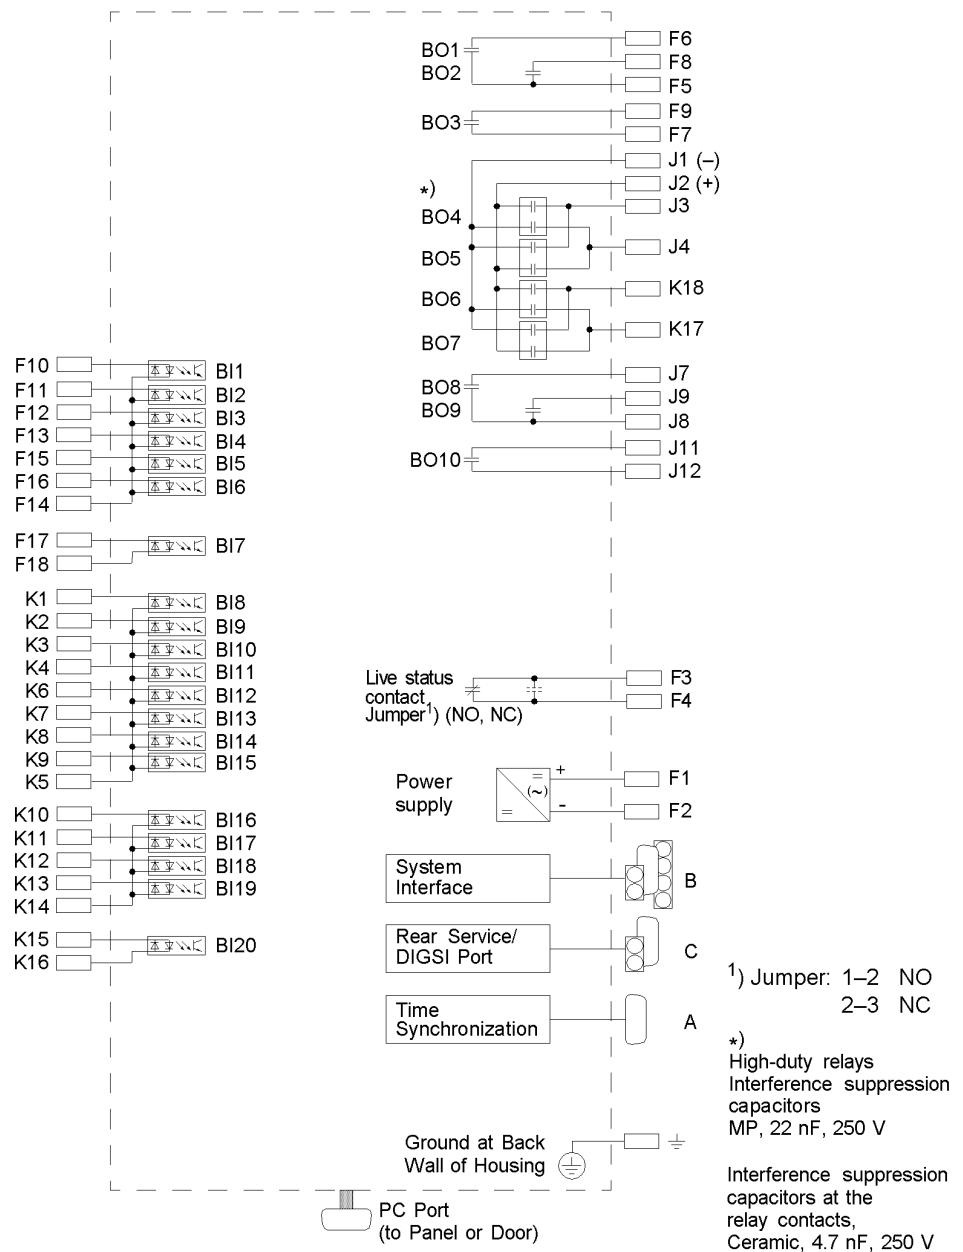 BO1
BO2
F6
F8
F5
BO3
F9
F7
J1 (–)
J2 (+)
*)
BO4
BO5
BO6
BO7
J3
J4
K18
K17
BO8
BO9
J7
J9
J8
BO10
J11
J12
F10
F11
F12
F13
F15
F16
F14
BI1
BI2
BI3
BI4
BI5
BI6
F17
F18
BI7
K1
K2
K3
K4
K6
K7
K8
K9
K5
BI8
BI9
BI10
BI11
BI12
BI13
BI14
BI15
K10
K11
K12
K13
K14
BI16
BI17
BI18
BI19
K15
K16
BI20
Live status
contact
Jumper1) (NO, NC)
F3
F4
Power
supply
=
(~)
=
+
-
F1
F2
System
Interface
B
Rear Service/
DIGSI Port
C
Time
Synchronization
A
Ground at Back
Wall of Housing
PC Port
(to Panel or Door)
1) Jumper: 1–2 NO
2–3 NC
*)
High-duty relays
Interference suppression
capacitors
MP, 22 nF, 250 V
Interference suppression
capacitors at the
relay contacts,
Ceramic, 4.7 nF, 250 V